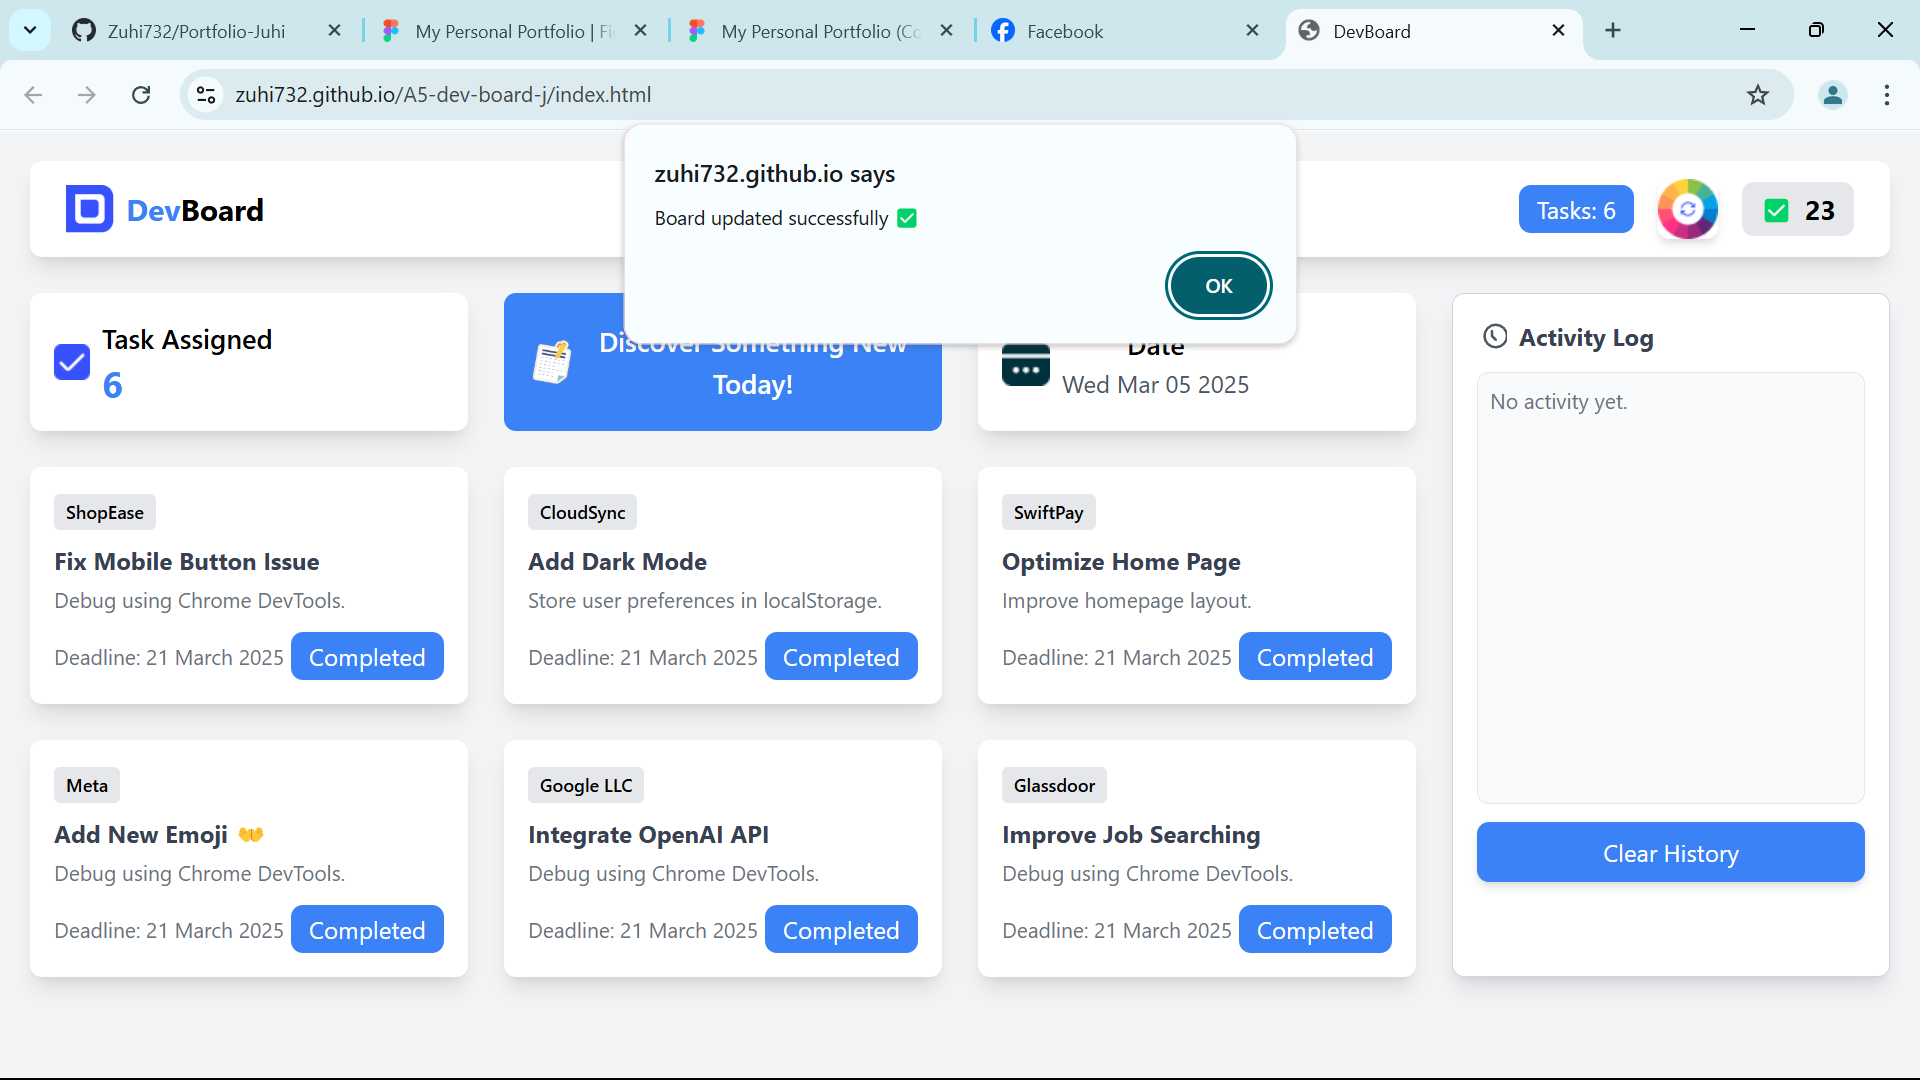 Zuhi732/Portfolio-Juhi
My Personal Portfolio | Fi
My Personal Portfolio (Co
Facebook
DevBoard
zuhi732.github.io/A5-dev-board-j/index.html
zuhi732.github.io says
Board updated successfully ✅
OK
DevBoard
Tasks: 6
✅ 23
Task Assigned
6
Discover Something New
Today!
Date
Wed Mar 05 2025
Activity Log
No activity yet.
Clear History
ShopEase
Fix Mobile Button Issue
Debug using Chrome DevTools.
Deadline: 21 March 2025 Completed
CloudSync
Add Dark Mode
Store user preferences in localStorage.
Deadline: 21 March 2025 Completed
SwiftPay
Optimize Home Page
Improve homepage layout.
Deadline: 21 March 2025 Completed
Meta
Add New Emoji 🤲
Debug using Chrome DevTools.
Deadline: 21 March 2025 Completed
Google LLC
Integrate OpenAI API
Debug using Chrome DevTools.
Deadline: 21 March 2025 Completed
Glassdoor
Improve Job Searching
Debug using Chrome DevTools.
Deadline: 21 March 2025 Completed